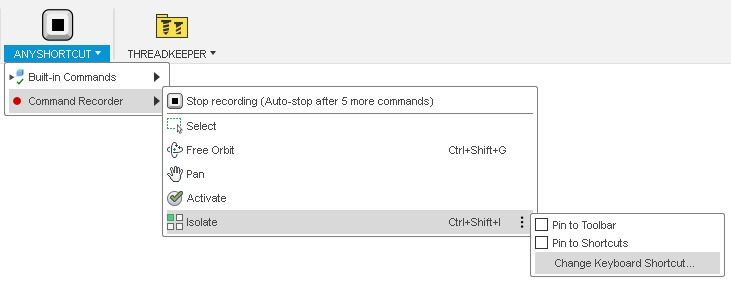 ANYSHORTCUT
THREADKEEPER
Built-in Commands
Command Recorder
Stop recording (Auto-stop after 5 more commands)
Select
Free Orbit Ctrl+Shift+G
Pan
Activate
Isolate Ctrl+Shift+I
Pin to Toolbar
Pin to Shortcuts
Change Keyboard Shortcut...